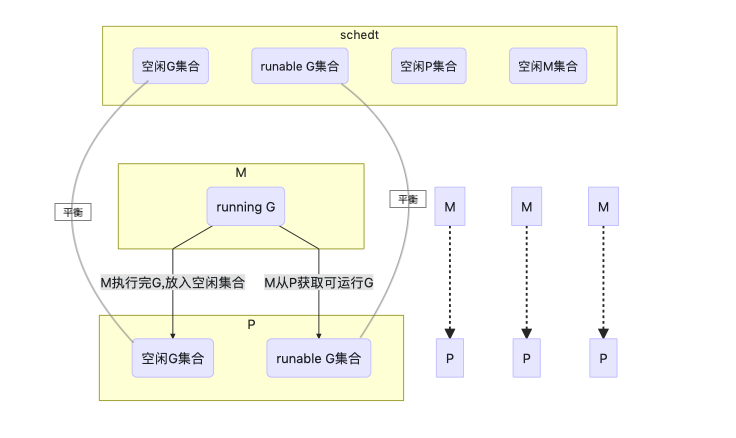 schedt
空闲G集合
runable G集合
空闲P集合
空闲M集合
M
running G
平衡
平衡
M
M
M
M执行完G,放入空闲集合
M从P获取可运行G
P
空闲G集合
runable G集合
P
P
P